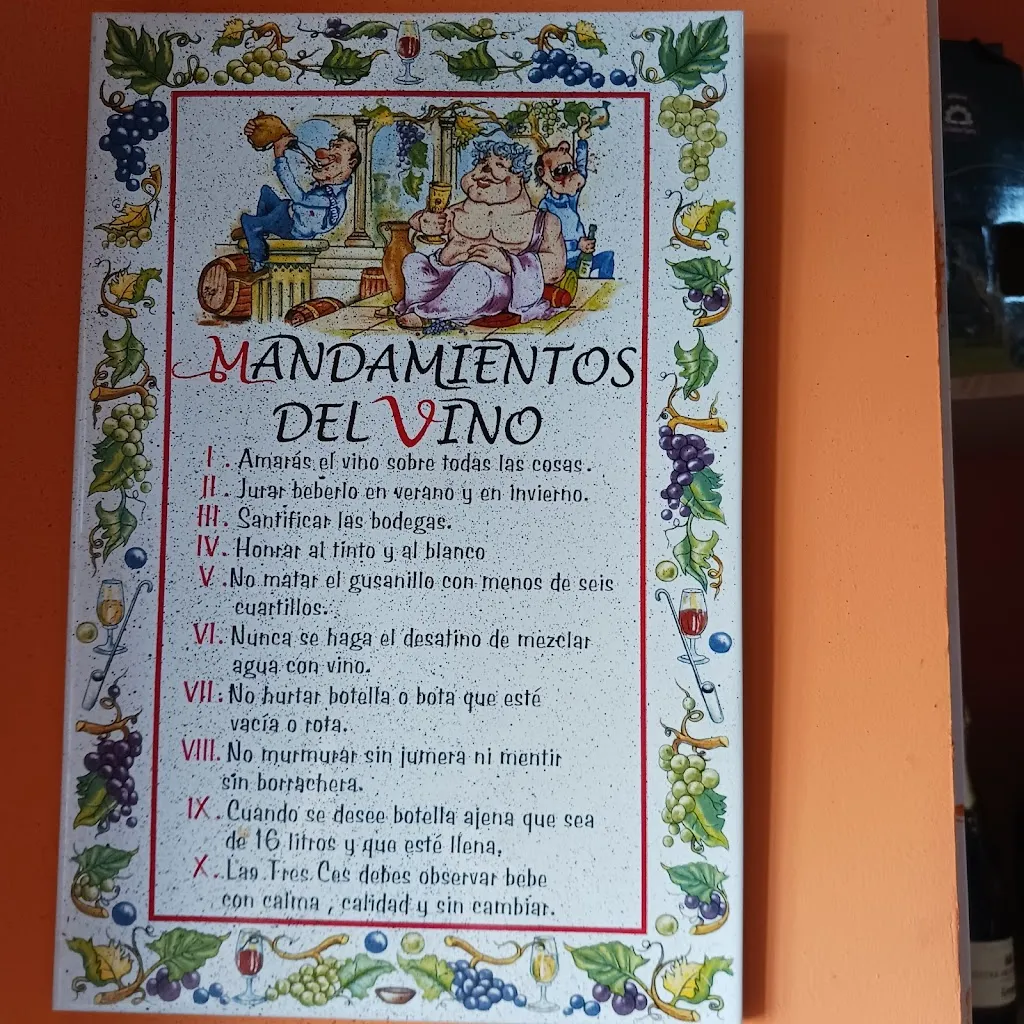 MANDAMIENTOS
DEL VINO
I. Amarás el vino sobre todas las cosas.
II. Jurar beberlo en verano y en invierno.
III. Santificar las bodegas.
IV. Honrar al tinto y al blanco
V. No matar el gusanillo con menos de seis
cuartillos.
VI. Nunca se haga el desatino de mezclar
agua con vino.
VII. No hurtar botella o bota que esté
vacía o rota.
VIII. No murmurar sin jumera ni mentir
sin borrachera.
IX. Cuando se desee botella ajena que sea
de 16 litros y que esté llena.
X. Las Tres Ces debes observar bebe
con calma , calidad y sin cambiar.